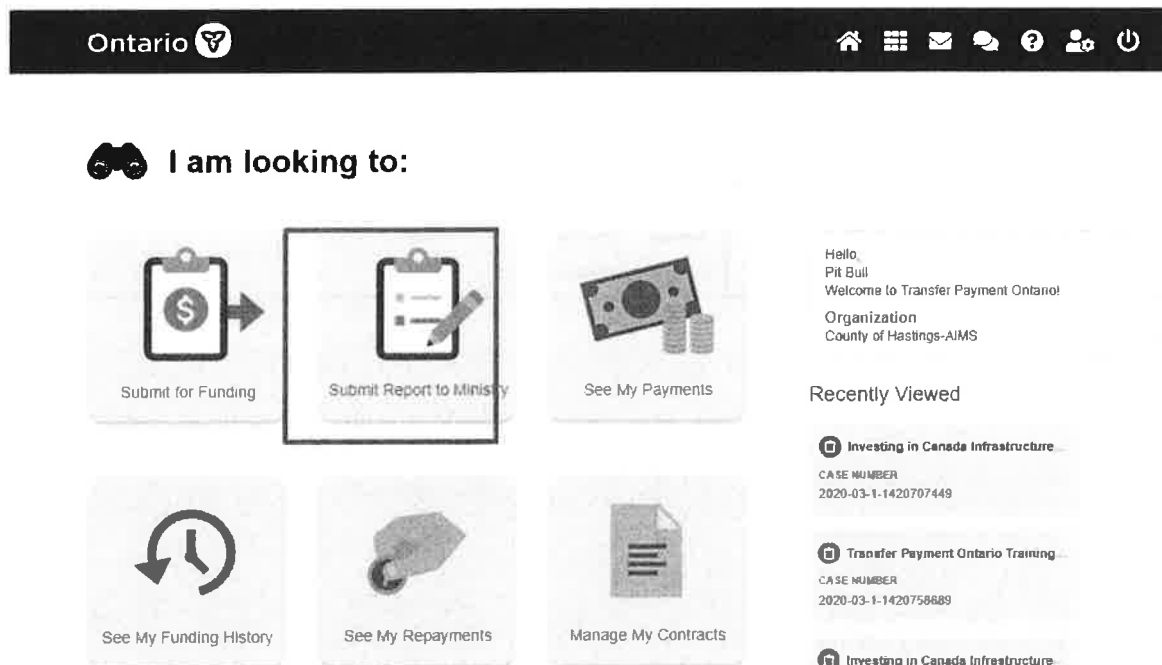 Ontario
I am looking to:
Submit for Funding
Submit Report to Ministry
See My Payments
See My Funding History
See My Repayments
Manage My Contracts
Hello,
Pit Bull
Welcome to Transfer Payment Ontario!
Organization
County of Hastings-AIMS
Recently Viewed
Investing in Canada Infrastructure...
CASE NUMBER
2020-03-1-1420707449
Transfer Payment Ontario Training...
CASE NUMBER
2020-03-1-1420758689
Investing in Canada Infrastructure...